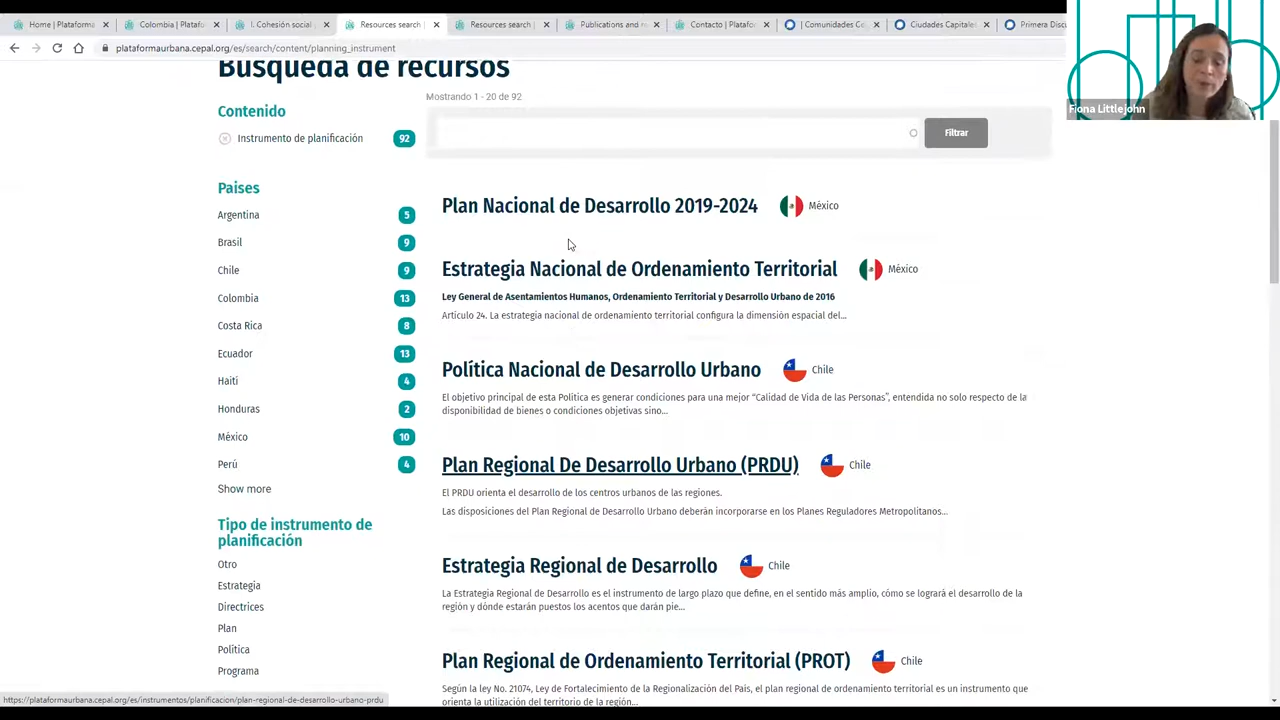 Home | Plataforma
Colombia | Platafo
I. Cohesión social
Resources search |
Resources search |
Publications and re
Contacto | Platafo
| Comunidades Ce
Ciudades Capitales
Primera Discu
plataformaurbana.cepal.org/es/search/content/planning_instrument
Fiona Littlejohn
Búsqueda de recursos
Mostrando 1 - 20 de 92
Contenido
Instrumento de planificación 92
Filtrar
Paises
Argentina 5
Brasil 9
Chile 9
Colombia 13
Costa Rica 8
Ecuador 13
Haití 4
Honduras 2
México 10
Perú 4
Show more
Tipo de instrumento de
planificación
Otro
Estrategia
Directrices
Plan
Política
Programa
Plan Nacional de Desarrollo 2019-2024 México
Estrategia Nacional de Ordenamiento Territorial México
Ley General de Asentamientos Humanos, Ordenamiento Territorial y Desarrollo Urbano de 2016
Artículo 24. La estrategia nacional de ordenamiento territorial configura la dimensión espacial del...
Política Nacional de Desarrollo Urbano Chile
El objetivo principal de esta Política es generar condiciones para una mejor “Calidad de Vida de las Personas”, entendida no solo respecto de la
disponibilidad de bienes o condiciones objetivas sino...
Plan Regional De Desarrollo Urbano (PRDU) Chile
El PRDU orienta el desarrollo de los centros urbanos de las regiones.
Las disposiciones del Plan Regional de Desarrollo Urbano deberán incorporarse en los Planes Reguladores Metropolitanos...
Estrategia Regional de Desarrollo Chile
La Estrategia Regional de Desarrollo es el instrumento de largo plazo que define, en el sentido más amplio, cómo se logrará el desarrollo de la
región y dónde estarán puestos los acentos que darán pie...
Plan Regional de Ordenamiento Territorial (PROT) Chile
Según la ley No. 21074, Ley de Fortalecimiento de la Regionalización del País, el plan regional de ordenamiento territorial es un instrumento que
orienta la utilización del territorio de la región...
https://plataformaurbana.cepal.org/es/instrumentos/planificacion/plan-regional-de-desarrollo-urbano-prdu